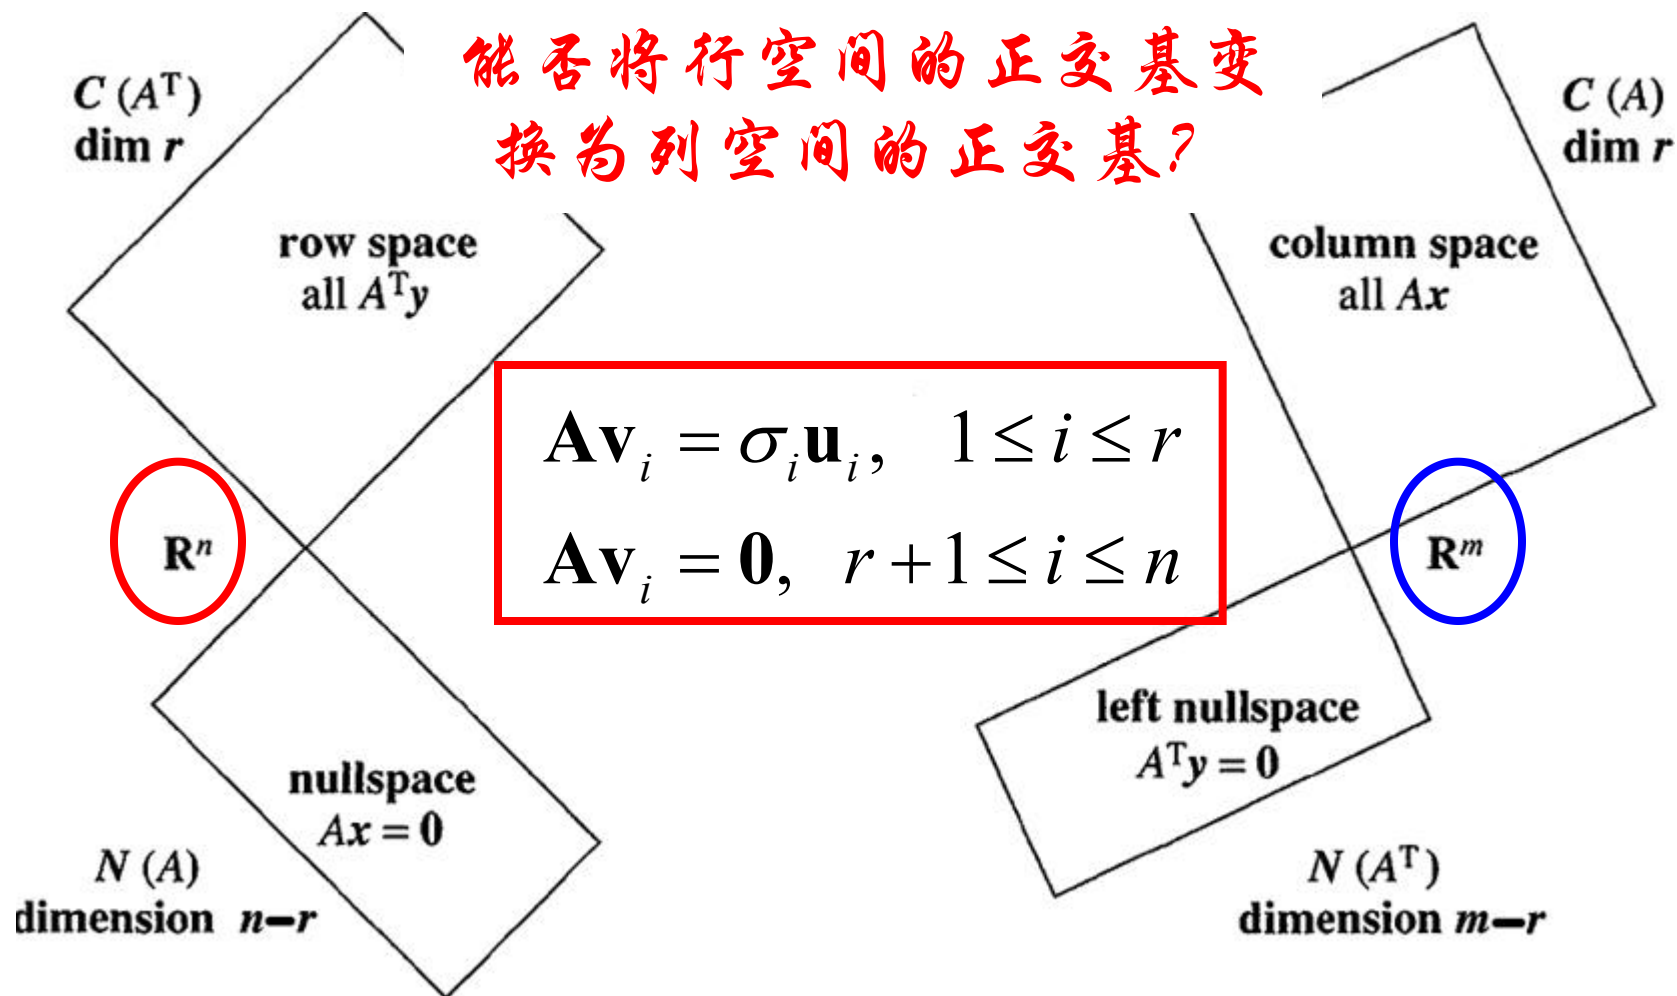 能否将行空间的正交基变
换为列空间的正交基?
C (Aᵀ)
dim r
row space
all Aᵀy
C (A)
dim r
column space
all Ax
Avᵢ = σᵢuᵢ, 1 ≤ i ≤ r
Avᵢ = 0, r + 1 ≤ i ≤ n
Rⁿ
Rᵐ
nullspace
Ax = 0
N (A)
dimension n−r
left nullspace
Aᵀy = 0
N (Aᵀ)
dimension m−r